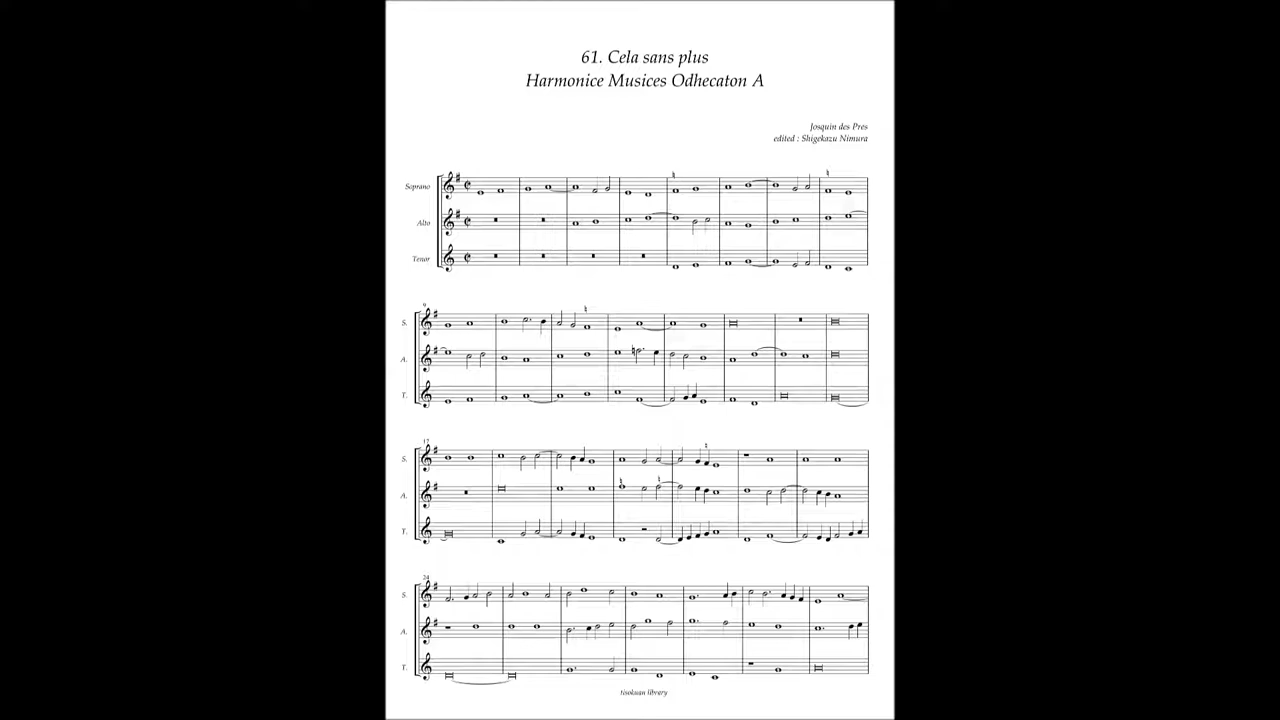 61. Cela sans plus
Harmonice Musices Odhecaton A
Josquin des Pres
edited : Shigekazu Nimura
Soprano
Alto
Tenor
9
S.
A.
T.
17
S.
A.
T.
24
S.
A.
T.
library